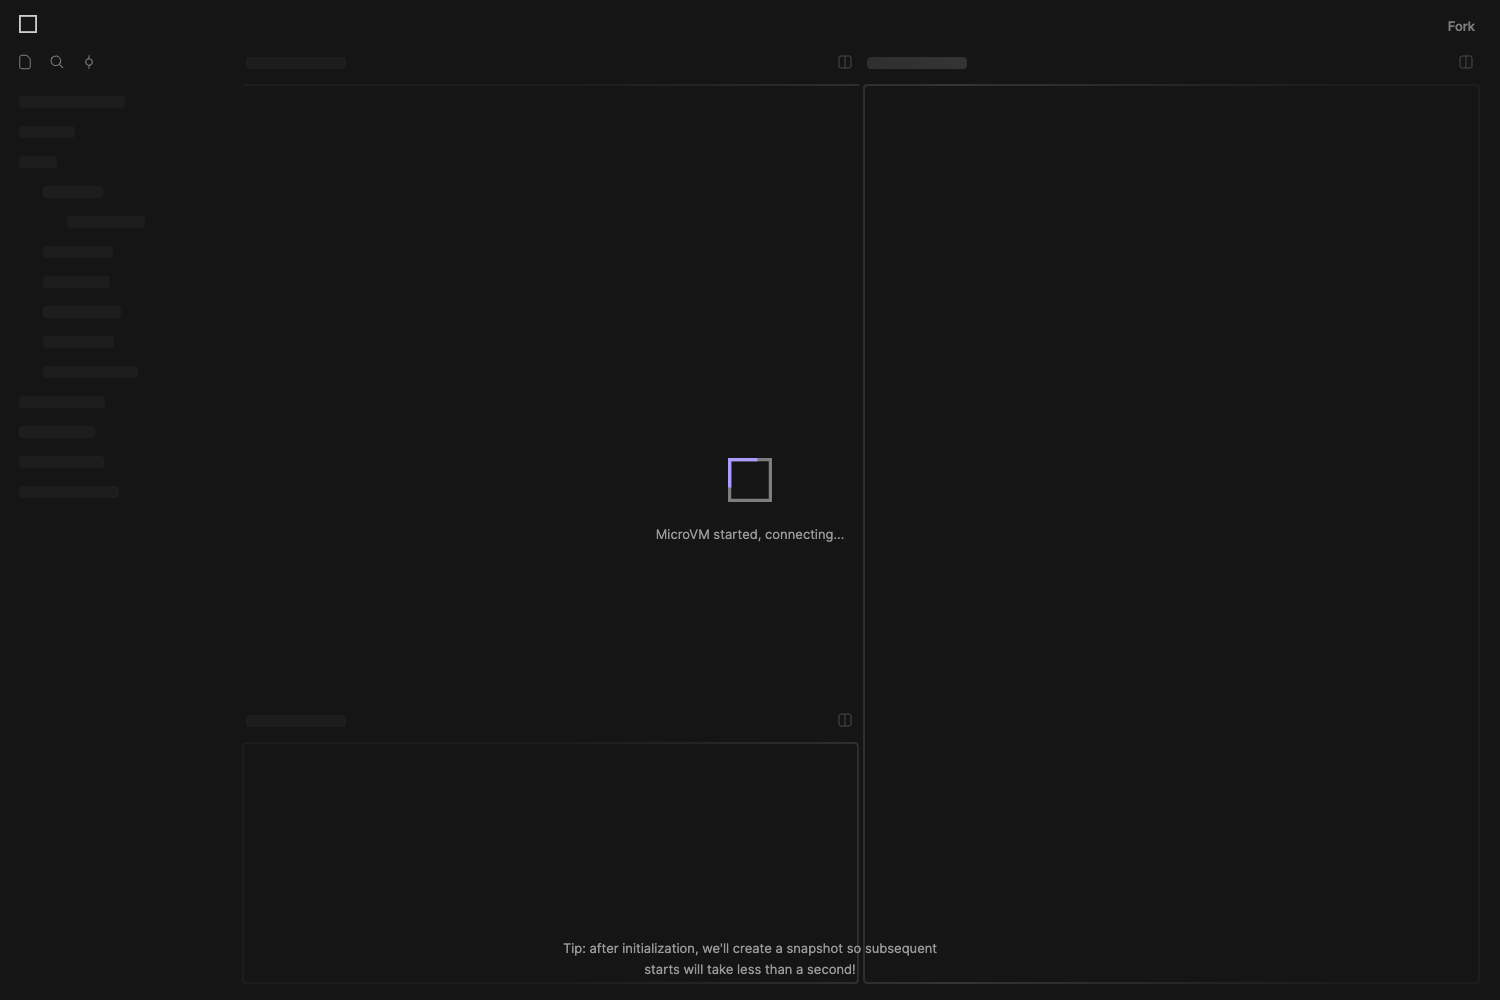 Fork
MicroVM started, connecting...
Tip: after initialization, we'll create a snapshot so subsequent
starts will take less than a second!